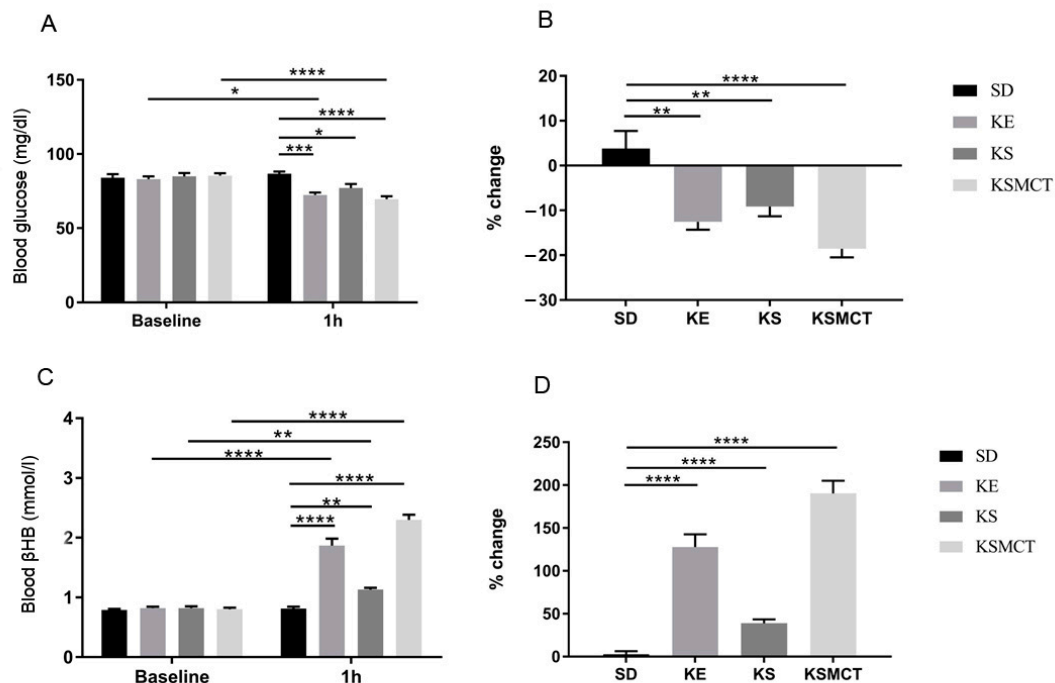 A
Blood glucose (mg/dl)
150
100
50
0
****
*
****
*
***
Baseline 1h
B
% change
20
10
0
−10
−20
−30
****
**
**
SD KE KS KSMCT
SD
KE
KS
KSMCT
C
Blood βHB (mmol/l)
4
3
2
1
0
****
**
****
****
**
****
Baseline 1h
D
% change
250
200
150
100
50
0
****
****
****
SD KE KS KSMCT
SD
KE
KS
KSMCT